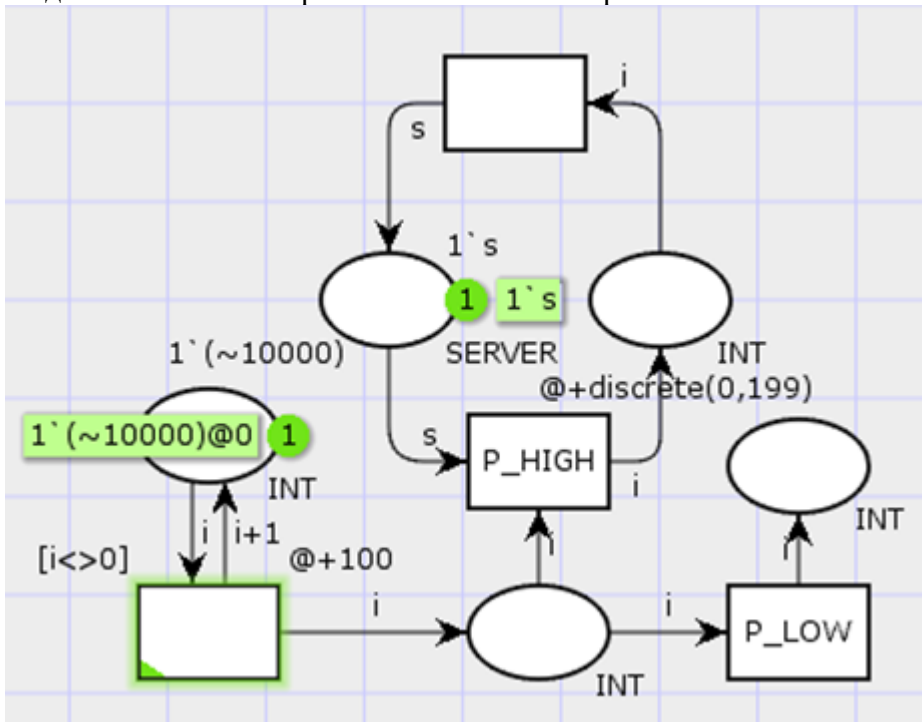 i
s
1`s
1
1`s
1`(~10000)
SERVER
INT
@+discrete(0,199)
1`(~10000)@0
1
s
P_HIGH
INT
i
INT
[i<>0]
i
i+1
@+100
i
i
i
i
P_LOW
INT